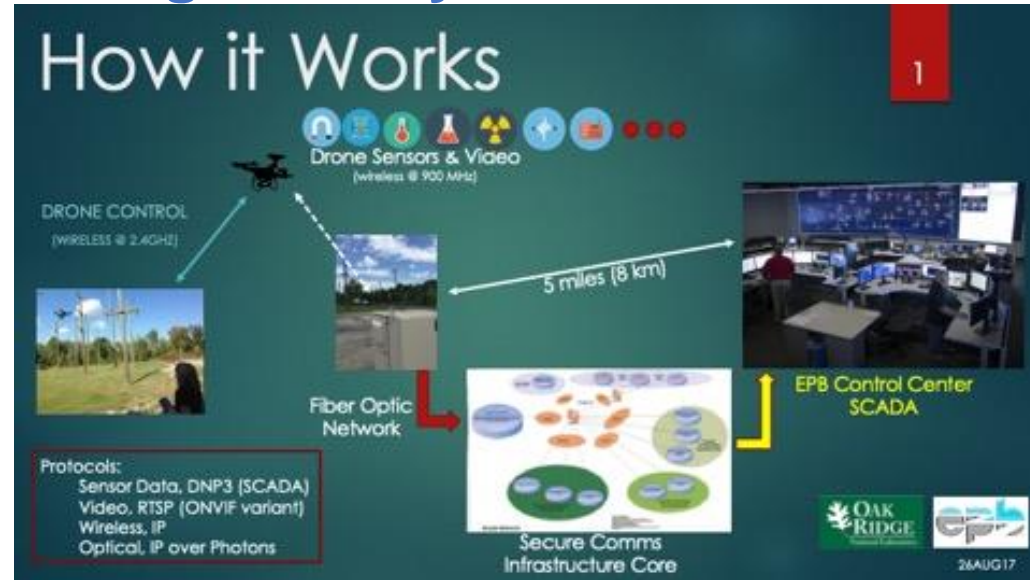 How it Works
1
Drone Sensors & Video
(wireless @ 900 MHz)
DRONE CONTROL
(WIRELESS @ 2.4GHZ)
5 miles (8 km)
Fiber Optic
Network
EPB Control Center
SCADA
Protocols:
Sensor Data, DNP3 (SCADA)
Video, RTSP (ONVIF variant)
Wireless, IP
Optical, IP over Photons
Secure Comms
Infrastructure Core
OAK
RIDGE
epb
26AUG17